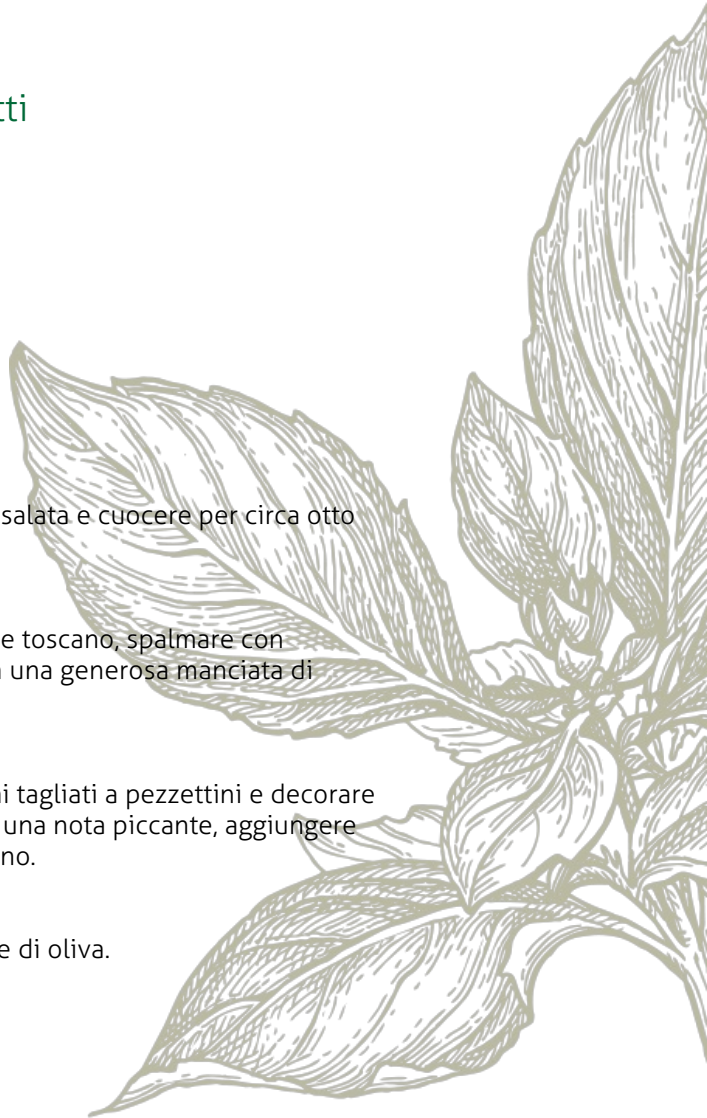 tti
salata e cuocere per circa otto
e toscano, spalmare con
una generosa manciata di
i tagliati a pezzettini e decorare
una nota piccante, aggiungere
no.
e di oliva.